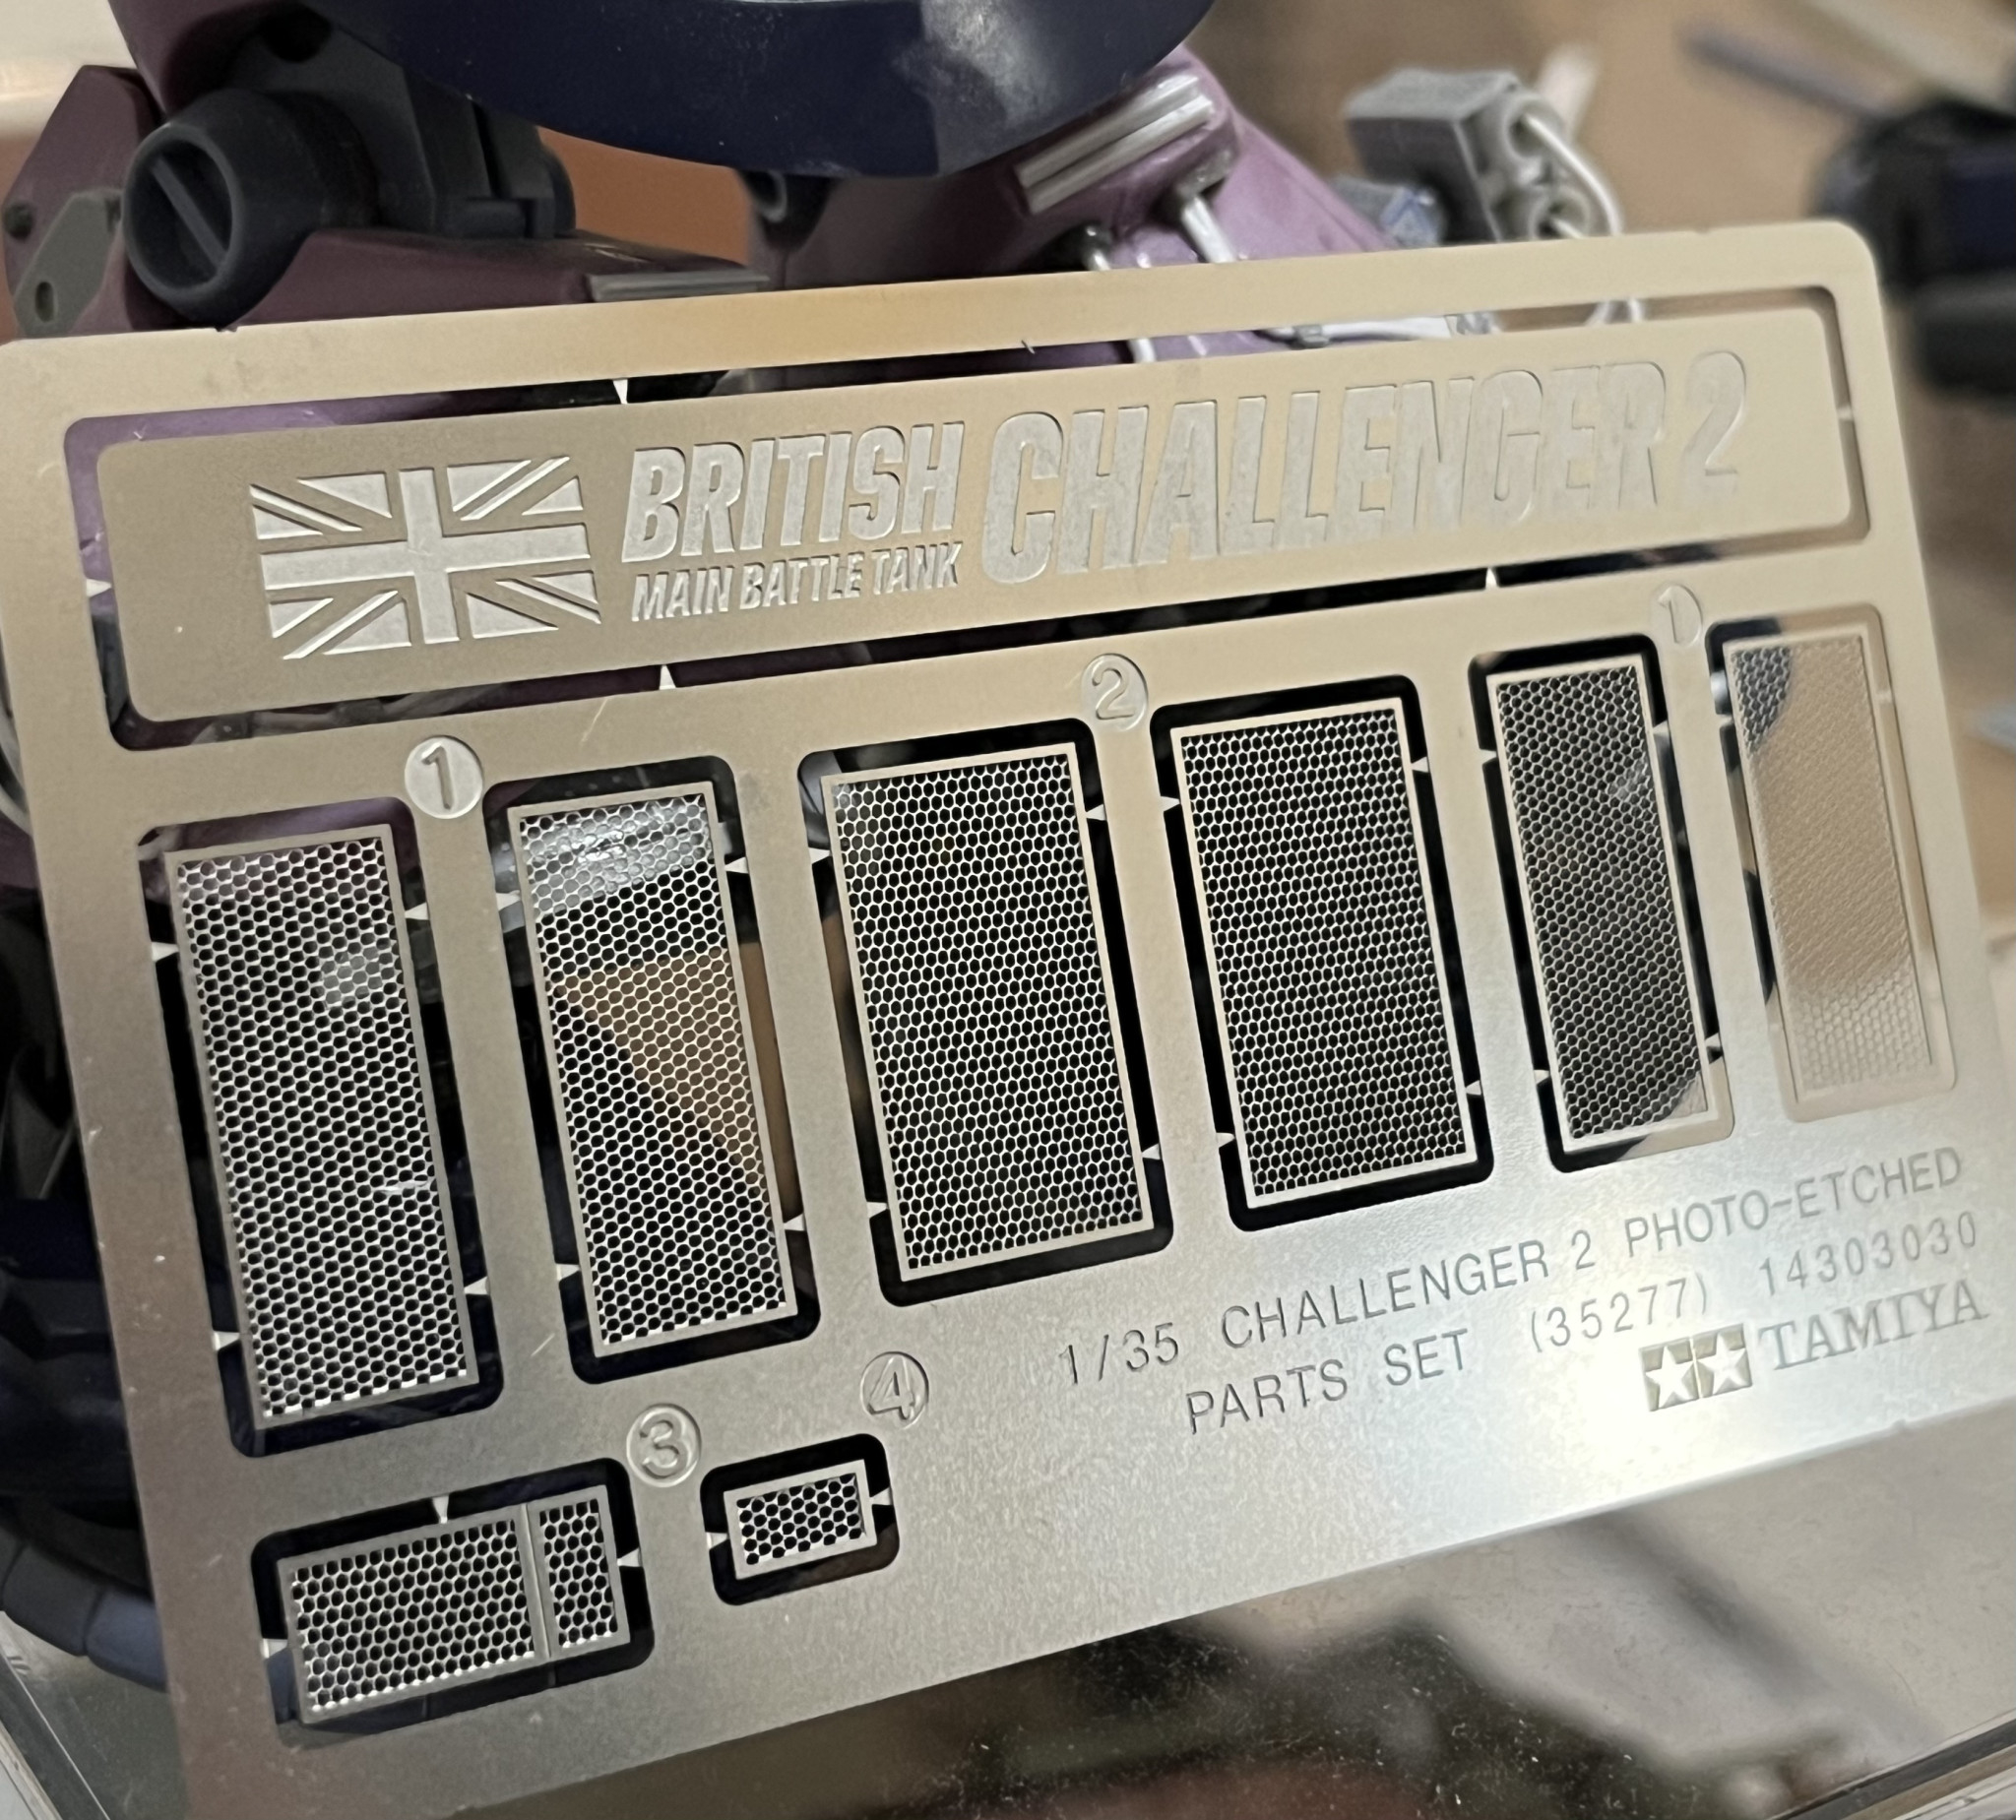 BRITISH CHALLENGER 2
MAIN BATTLE TANK
1
2
1
3
4
1/35 CHALLENGER 2 PHOTO-ETCHED
PARTS SET (35277) 14303030
TAMIYA